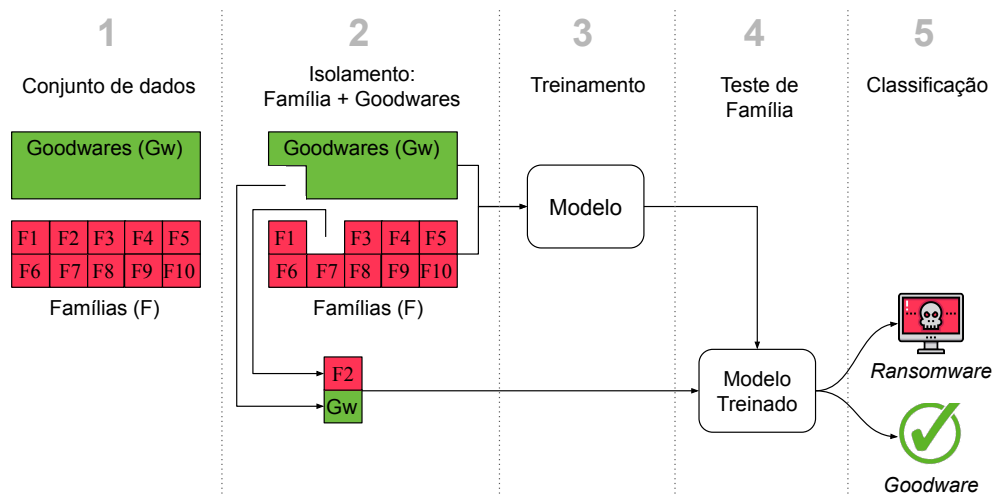 1
Conjunto de dados
Goodwares (Gw)
F1 F2 F3 F4 F5
F6 F7 F8 F9 F10
Famílias (F)
2
Isolamento:
Família + Goodwares
Goodwares (Gw)
F1 F3 F4 F5
F6 F7 F8 F9 F10
Famílias (F)
F2
Gw
3
Treinamento
Modelo
4
Teste de
Família
Modelo
Treinado
5
Classificação
Ransomware
Goodware